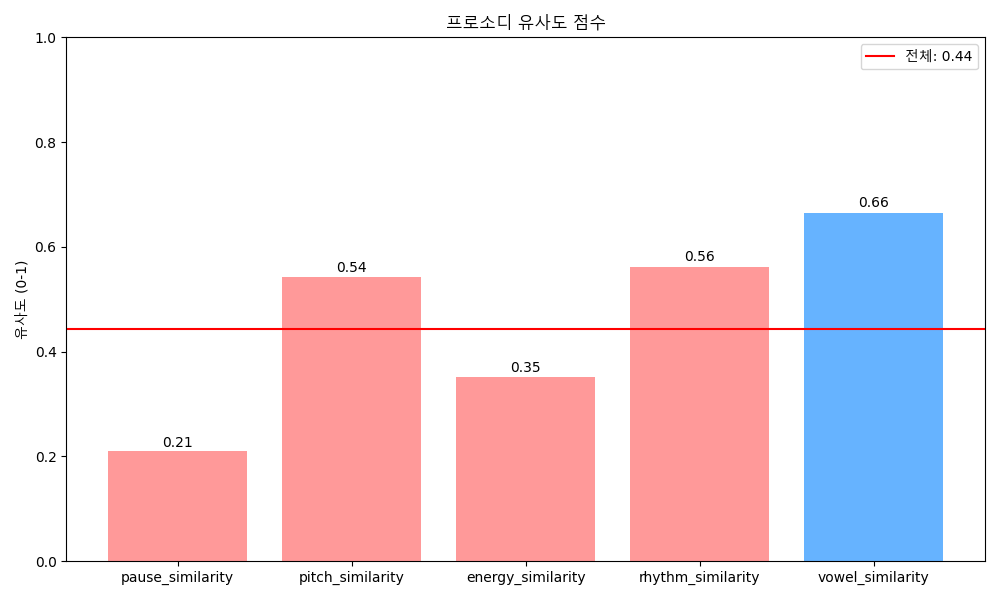 프로소디 유사도 점수
전체: 0.44
유사도 (0-1)
1.0
0.8
0.6
0.4
0.2
0.0
0.21
0.54
0.35
0.56
0.66
pause_similarity
pitch_similarity
energy_similarity
rhythm_similarity
vowel_similarity